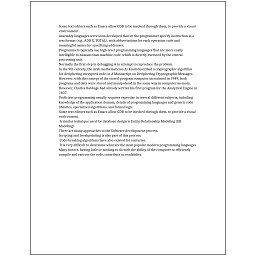 Some text editors such as Emacs allow GDB to be invoked through them, to provide a visual
environment.
Assembly languages were soon developed that let the programmer specify instruction in a
text format (e.g., ADD X, TOTAL), with abbreviations for each operation code and
meaningful names for specifying addresses.
Programs in typically use high-level programming languages that are more easily
intelligible to humans than machine code, which is directly executed by the central
processing unit.
Normally the first step in debugging is to attempt to reproduce the problem.
In the 9th century, the Arab mathematician Al-Kindi described a cryptographic algorithm
for deciphering encrypted code, in A Manuscript on Deciphering Cryptographic Messages.
However, with the concept of the stored-program computer introduced in 1949, both
programs and data were stored and manipulated in the same way in computer memory.
However, Charles Babbage had already written his first program for the Analytical Engine in
1837.
Proficient programming usually requires expertise in several different subjects, including
knowledge of the application domain, details of programming languages and generic code
libraries, specialized algorithms, and formal logic.
Some text editors such as Emacs allow GDB to be invoked through them, to provide a visual
environment.
A similar technique used for database design is Entity-Relationship Modeling (ER
Modeling).
There are many approaches to the Software development process.
Scripting and breakpointing is also part of this process.
Code-breaking algorithms have also existed for centuries.
It is very difficult to determine what are the most popular modern programming languages.
Many factors, having little or nothing to do with the ability of the computer to efficiently
compile and execute the code, contribute to readability.